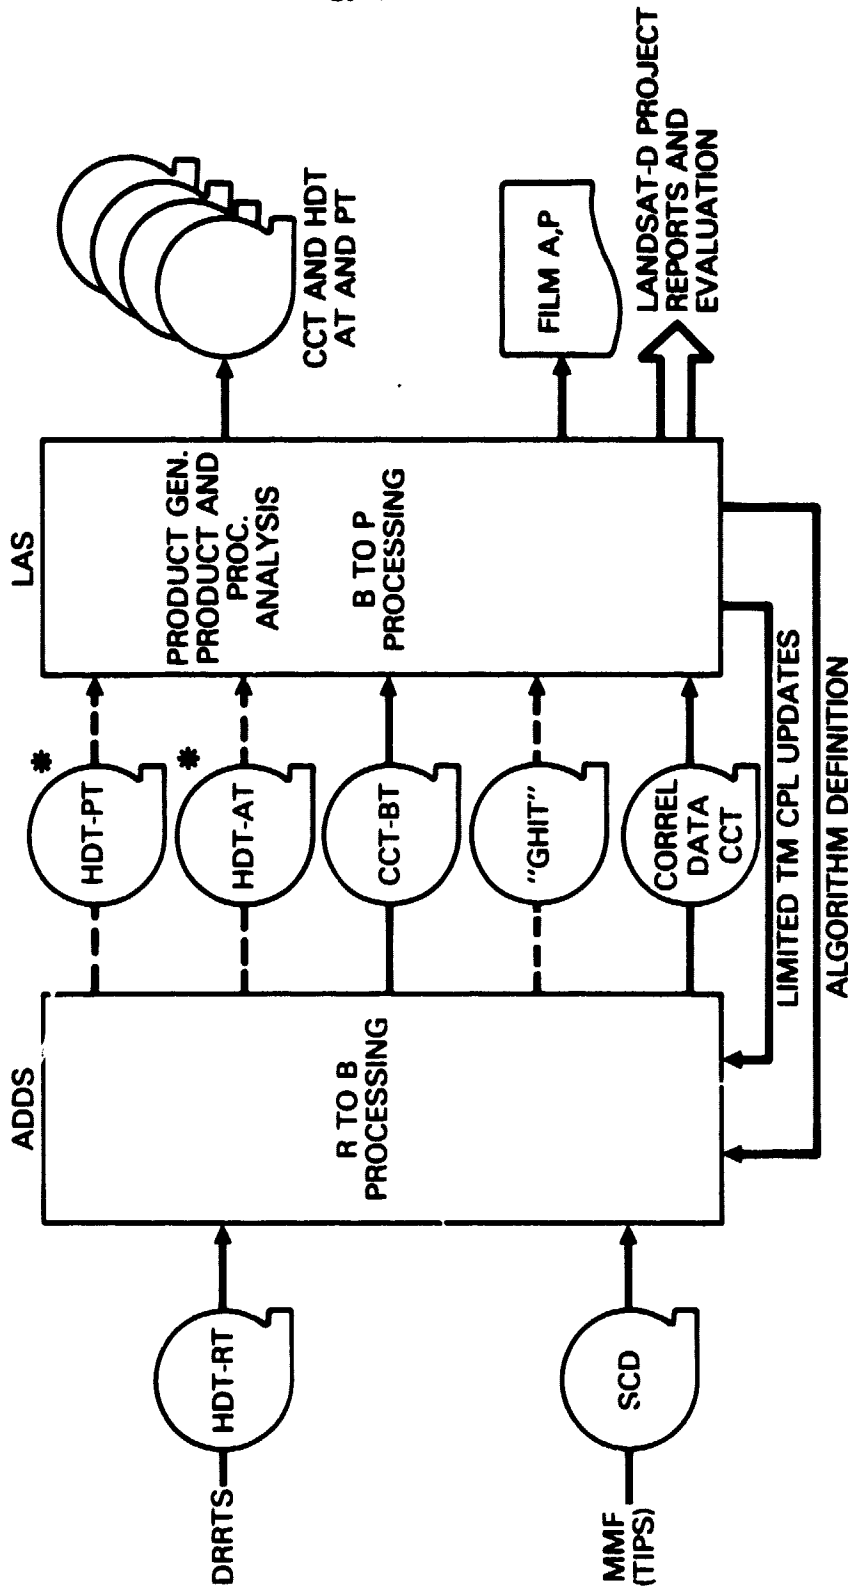 DRRTS
HDT-RT
MMF
(TIPS)
SCD
ADDS
R TO B
PROCESSING
*
HDT-PT
*
HDT-AT
CCT-BT
"GHIT"
CORREL
DATA
CCT
LAS
PRODUCT GEN.
PRODUCT AND
PROC.
ANALYSIS
B TO P
PROCESSING
CCT AND HDT
AT AND PT
FILM A,P
LANDSAT-D PROJECT
REPORTS AND
EVALUATION
LIMITED TM CPL UPDATES
ALGORITHM DEFINITION